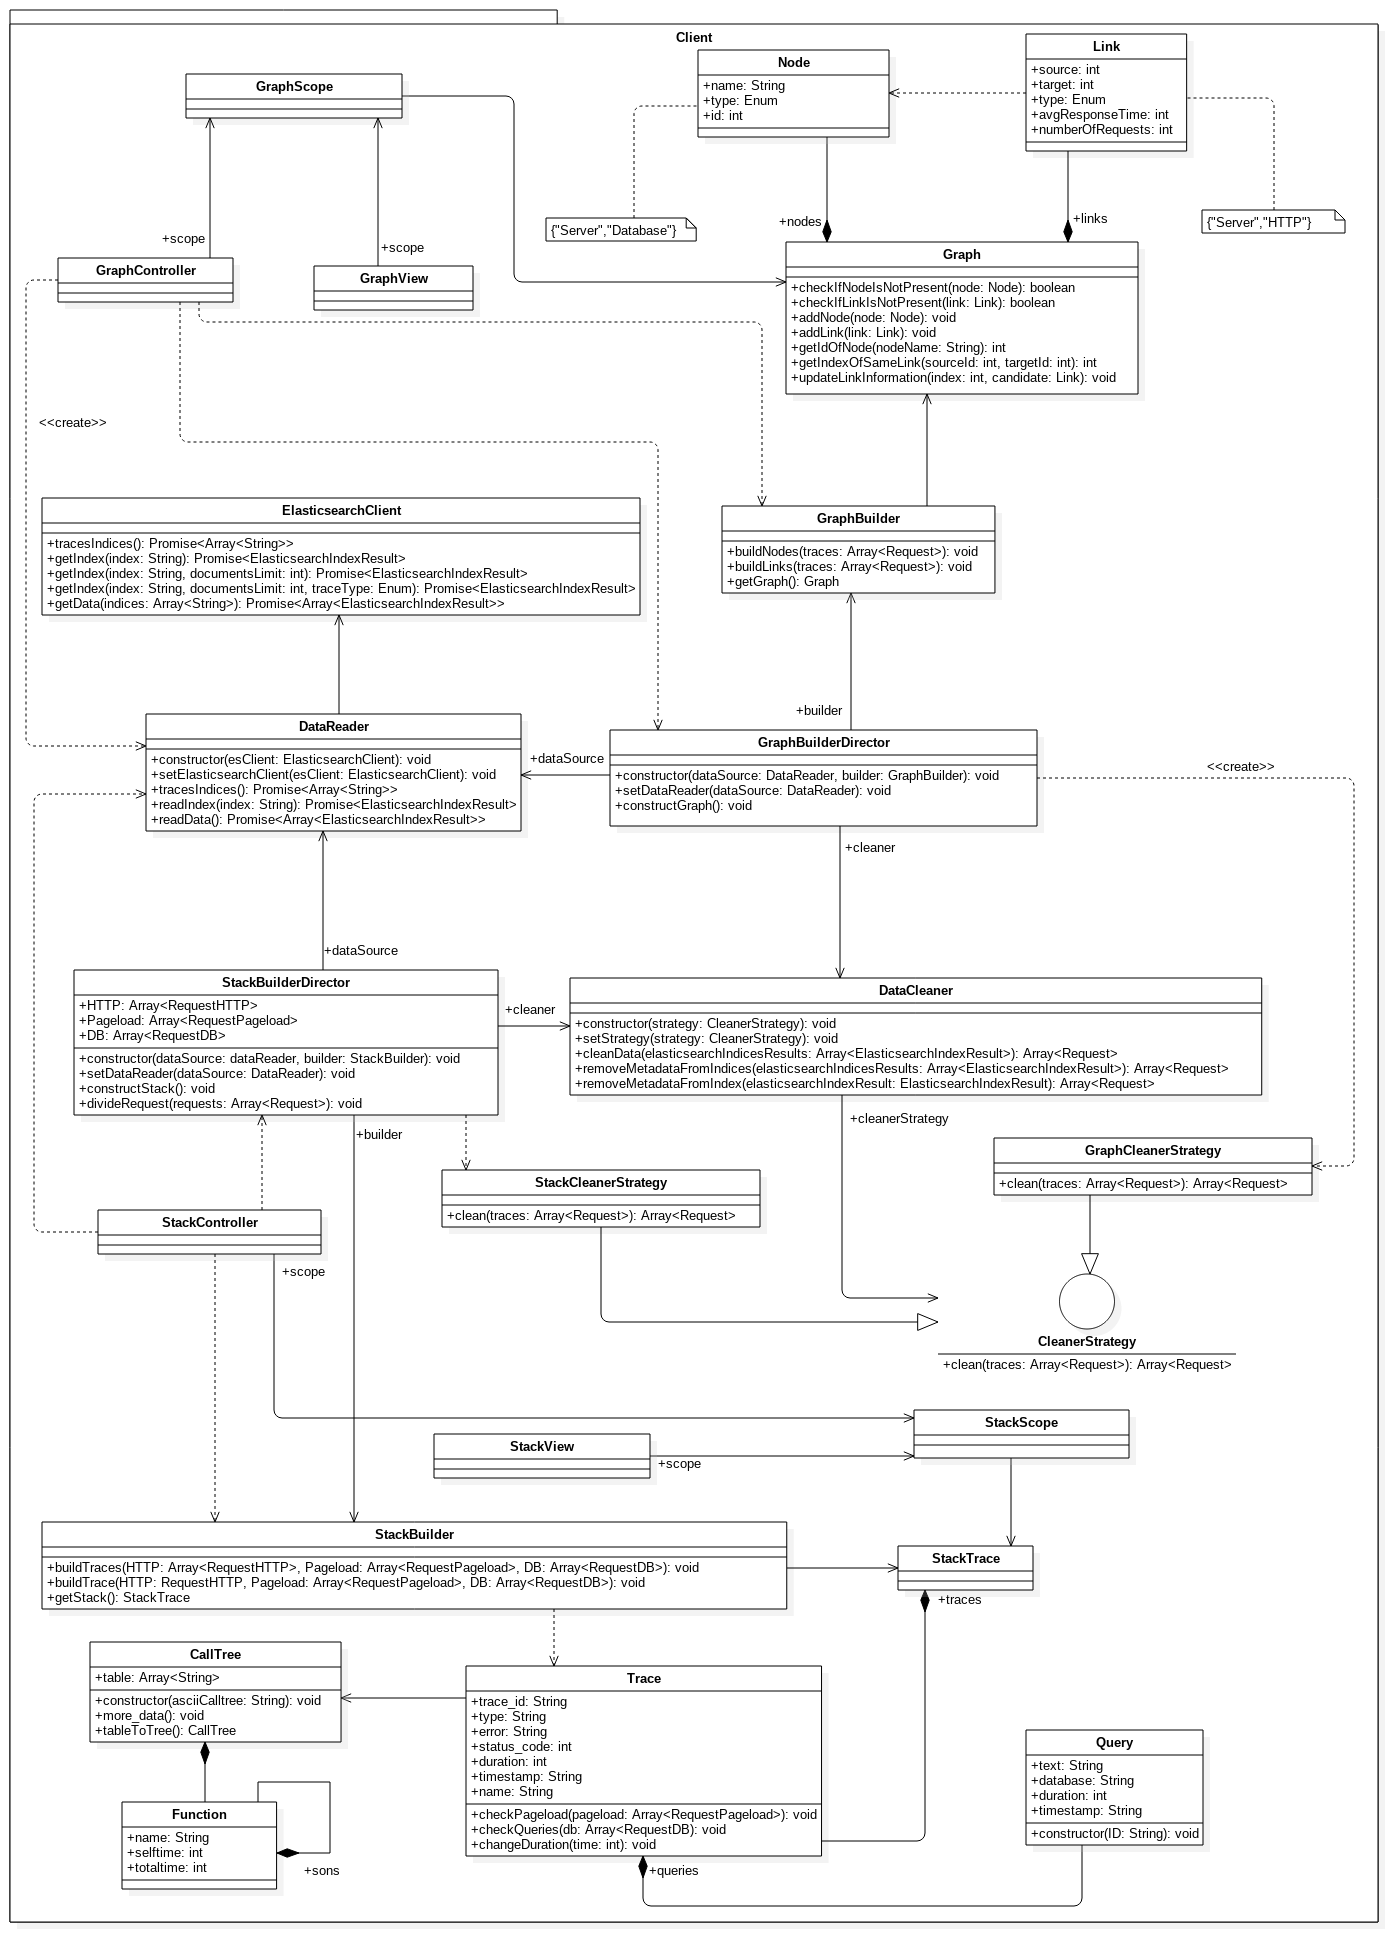 Client
GraphScope
Node
+name: String
+type: Enum
+id: int
Link
+source: int
+target: int
+type: Enum
+avgResponseTime: int
+numberOfRequests: int
{"Server","Database"}
{"Server","HTTP"}
+nodes
+links
+scope
+scope
GraphController
GraphView
Graph
+checkIfNodeIsNotPresent(node: Node): boolean
+checkIfLinkIsNotPresent(link: Link): boolean
+addNode(node: Node): void
+addLink(link: Link): void
+getIdOfNode(nodeName: String): int
+getIndexOfSameLink(sourceId: int, targetId: int): int
+updateLinkInformation(index: int, candidate: Link): void
<<create>>
ElasticsearchClient
+tracesIndices(): Promise<Array<String>>
+getIndex(index: String): Promise<ElasticsearchIndexResult>
+getIndex(index: String, documentsLimit: int): Promise<ElasticsearchIndexResult>
+getIndex(index: String, documentsLimit: int, traceType: Enum): Promise<ElasticsearchIndexResult>
+getData(indices: Array<String>): Promise<Array<ElasticsearchIndexResult>>
GraphBuilder
+buildNodes(traces: Array<Request>): void
+buildLinks(traces: Array<Request>): void
+getGraph(): Graph
+builder
DataReader
+constructor(esClient: ElasticsearchClient): void
+setElasticsearchClient(esClient: ElasticsearchClient): void
+tracesIndices(): Promise<Array<String>>
+readIndex(index: String): Promise<ElasticsearchIndexResult>
+readData(): Promise<Array<ElasticsearchIndexResult>>
+dataSource
GraphBuilderDirector
+constructor(dataSource: DataReader, builder: GraphBuilder): void
+setDataReader(dataSource: DataReader): void
+constructGraph(): void
<<create>>
+cleaner
+dataSource
StackBuilderDirector
+HTTP: Array<RequestHTTP>
+Pageload: Array<RequestPageload>
+DB: Array<RequestDB>
+constructor(dataSource: dataReader, builder: StackBuilder): void
+setDataReader(dataSource: DataReader): void
+constructStack(): void
+divideRequest(requests: Array<Request>): void
+cleaner
DataCleaner
+constructor(strategy: CleanerStrategy): void
+setStrategy(strategy: CleanerStrategy): void
+cleanData(elasticsearchIndicesResults: Array<ElasticsearchIndexResult>): Array<Request>
+removeMetadataFromIndices(elasticsearchIndicesResults: Array<ElasticsearchIndexResult>): Array<Request>
+removeMetadataFromIndex(elasticsearchIndexResult: ElasticsearchIndexResult): Array<Request>
+builder
+cleanerStrategy
StackCleanerStrategy
+clean(traces: Array<Request>): Array<Request>
GraphCleanerStrategy
+clean(traces: Array<Request>): Array<Request>
StackController
+scope
CleanerStrategy
+clean(traces: Array<Request>): Array<Request>
StackScope
StackView
+scope
StackBuilder
+buildTraces(HTTP: Array<RequestHTTP>, Pageload: Array<RequestPageload>, DB: Array<RequestDB>): void
+buildTrace(HTTP: RequestHTTP, Pageload: Array<RequestPageload>, DB: Array<RequestDB>): void
+getStack(): StackTrace
StackTrace
+traces
CallTree
+table: Array<String>
+constructor(asciiCalltree: String): void
+more_data(): void
+tableToTree(): CallTree
Trace
+trace_id: String
+type: String
+error: String
+status_code: int
+duration: int
+timestamp: String
+name: String
+checkPageload(pageload: Array<RequestPageload>): void
+checkQueries(db: Array<RequestDB): void
+changeDuration(time: int): void
Query
+text: String
+database: String
+duration: int
+timestamp: String
+constructor(ID: String): void
Function
+name: String
+selftime: int
+totaltime: int
+sons
+queries